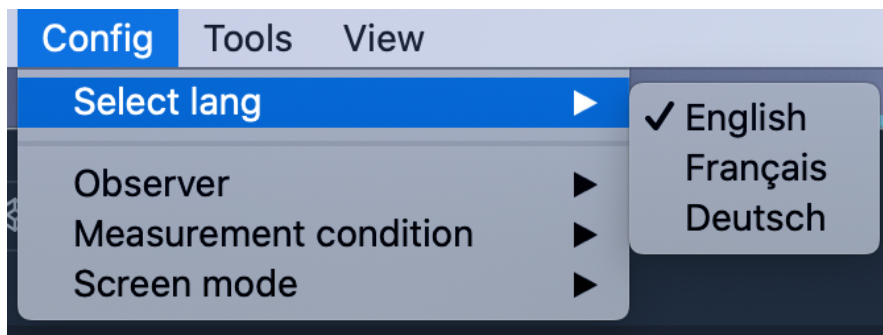 Config Tools View
Select lang
English
Français
Deutsch
Observer
Measurement condition
Screen mode